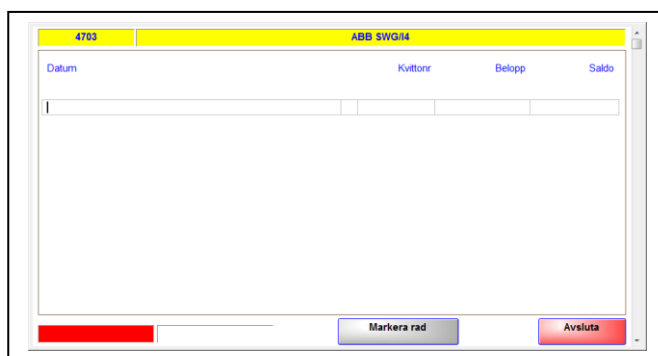 4703 ABB SWG/I4
Datum Kvittonr Belopp Saldo
Markera rad Avsluta